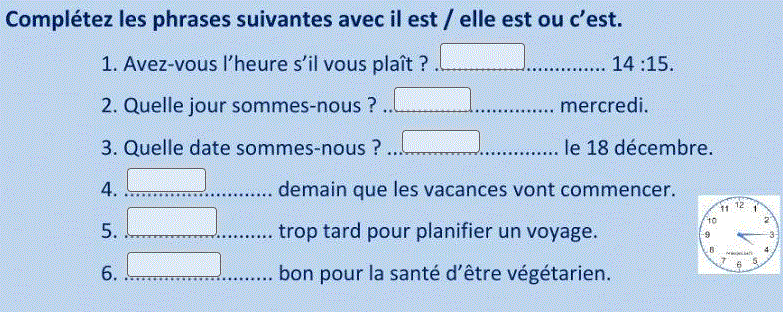 Complétez les phrases suivantes avec il est / elle est ou c’est.
1. Avez-vous l’heure s’il vous plaît ? ................................ 14 :15.
2. Quelle jour sommes-nous ? ................................ mercredi.
3. Quelle date sommes-nous ? ................................ le 18 décembre.
4. ............................ demain que les vacances vont commencer.
5. ............................ trop tard pour planifier un voyage.
6. ............................ bon pour la santé d’être végétarien.
12 1 2 3 4 5 6 7 8 9 10 11